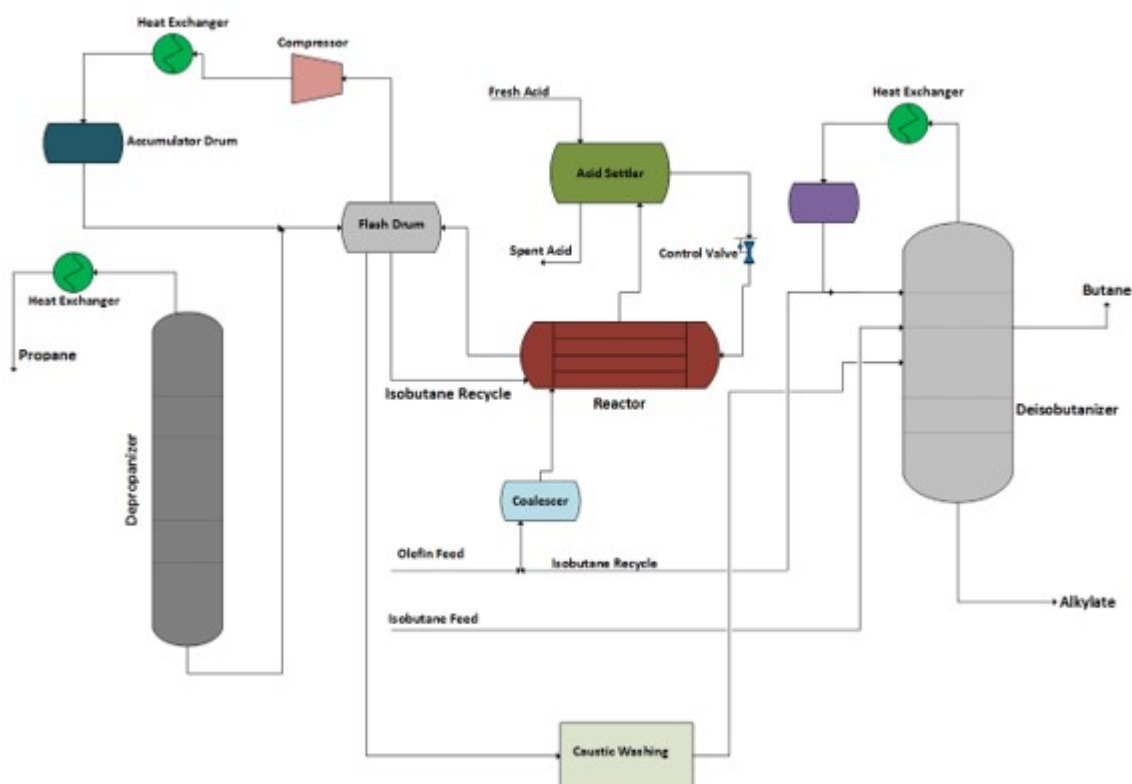 Heat Exchanger
Compressor
Accumulator Drum
Fresh Acid
Acid Settler
Heat Exchanger
Flash Drum
Spent Acid
Control Valve
Heat Exchanger
Butane
Propane
Isobutane Recycle
Reactor
Deisobutanizer
Depropanizer
Coalescer
Olefin Feed
Isobutane Recycle
Alkylate
Isobutane Feed
Caustic Washing